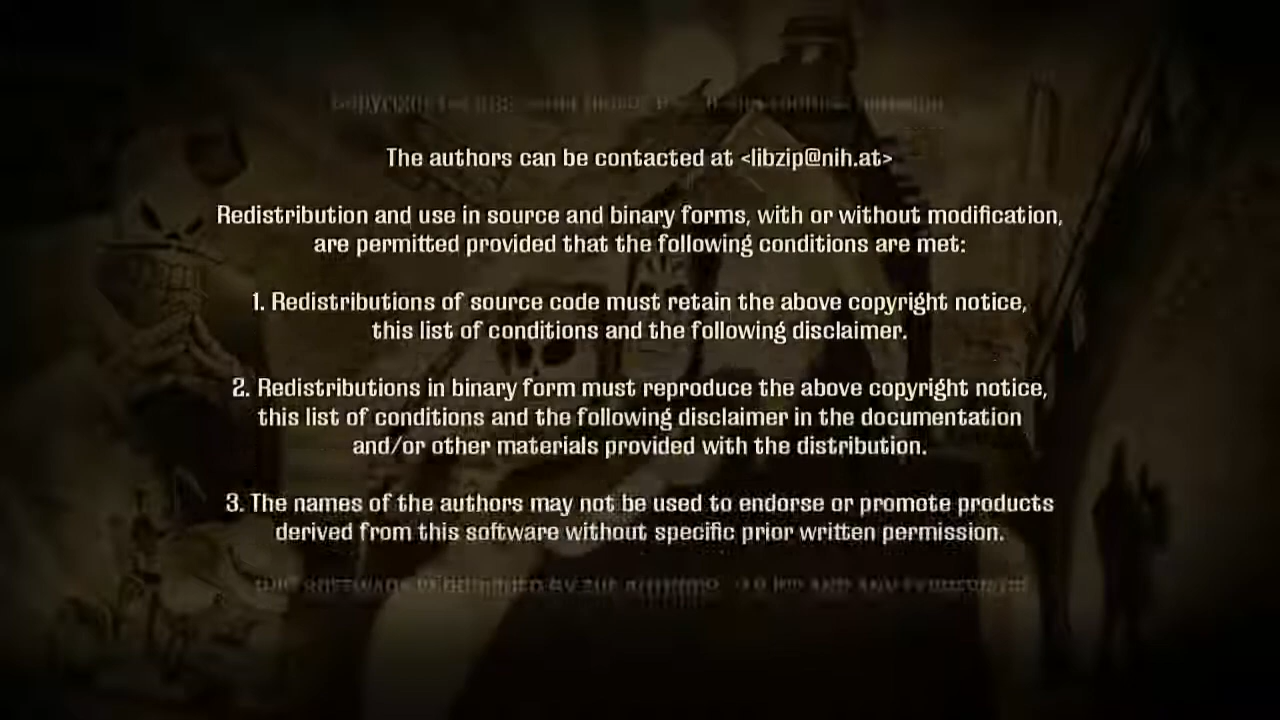 The authors can be contacted at <libzip@nih.at>
Redistribution and use in source and binary forms, with or without modification,
are permitted provided that the following conditions are met:
1. Redistributions of source code must retain the above copyright notice,
this list of conditions and the following disclaimer.
2. Redistributions in binary form must reproduce the above copyright notice,
this list of conditions and the following disclaimer in the documentation
and/or other materials provided with the distribution.
3. The names of the authors may not be used to endorse or promote products
derived from this software without specific prior written permission.